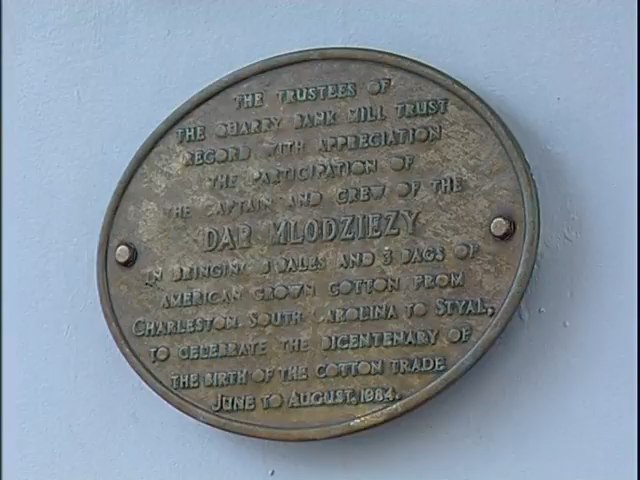 THE TRUSTEES OF
THE QUARRY BANK MILL TRUST
RECORD WITH APPRECIATION
THE PARTICIPATION OF
THE CAPTAIN AND CREW OF THE
DAR MLODZIEZY
IN BRINGING BALES AND 3 BAGS OF
AMERICAN GROWN COTTON FROM
CHARLESTON SOUTH CAROLINA TO STYAL,
TO CELEBRATE THE BICENTENARY OF
THE BIRTH OF THE COTTON TRADE
JUNE TO AUGUST, 1984.